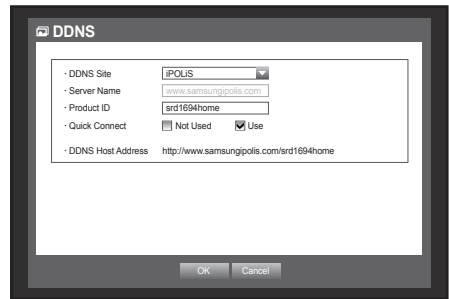 DDNS
· DDNS Site iPOLiS
· Server Name www.samsungipolis.com
· Product ID srd1694home
· Quick Connect Not Used Use
· DDNS Host Address http://www.samsungipolis.com/srd1694home
OK Cancel